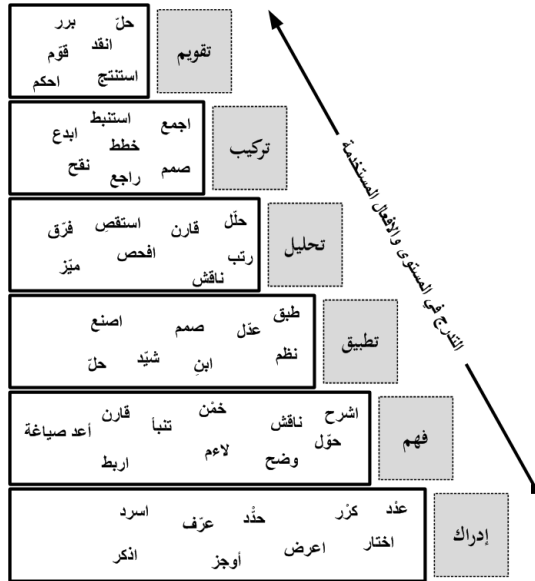 تقويم
حلّ برر
انقد قوّم
استنتج احكم
تركيب
اجمع استنبط ابدع
خطط
صمم راجع نقح
تحليل
حلّل قارن استقصِ فرّق
رتب افحص ميّز
ناقش
تطبيق
طبق عدّل صمم اصنع
نظم ابنِ شيّد حلّ
فهم
اشرح ناقش خمّن قارن
حوّل تنبأ أعد صياغة
وضح لاءم اربط
إدراك
عدّد كرّر حدّد عرّف اسرد
اختار اعرض أوجز اذكر
التدرج في المستوى والافعال المستخدمة